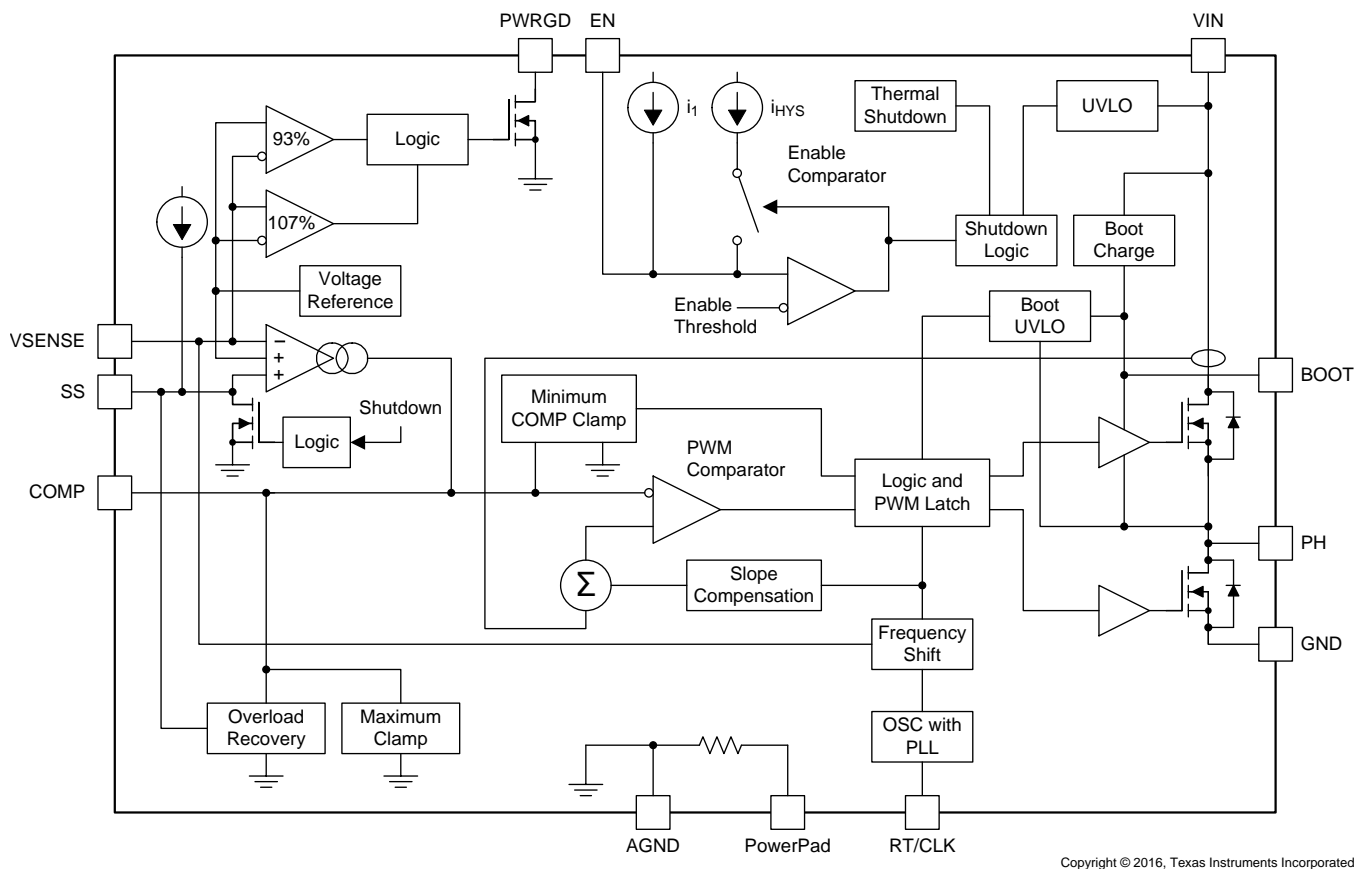 PWRGD
EN
VIN
93%
Logic
i1
iHYS
Thermal
Shutdown
UVLO
Enable
Comparator
107%
Shutdown
Logic
Boot
Charge
Voltage
Reference
Enable
Threshold
Boot
UVLO
VSENSE
−
+
+
SS
BOOT
Minimum
COMP Clamp
Shutdown
Logic
PWM
Comparator
COMP
Logic and
PWM Latch
PH
Σ
Slope
Compensation
Frequency
Shift
GND
Overload
Recovery
Maximum
Clamp
OSC with
PLL
AGND
PowerPad
RT/CLK
Copyright © 2016, Texas Instruments Incorporated